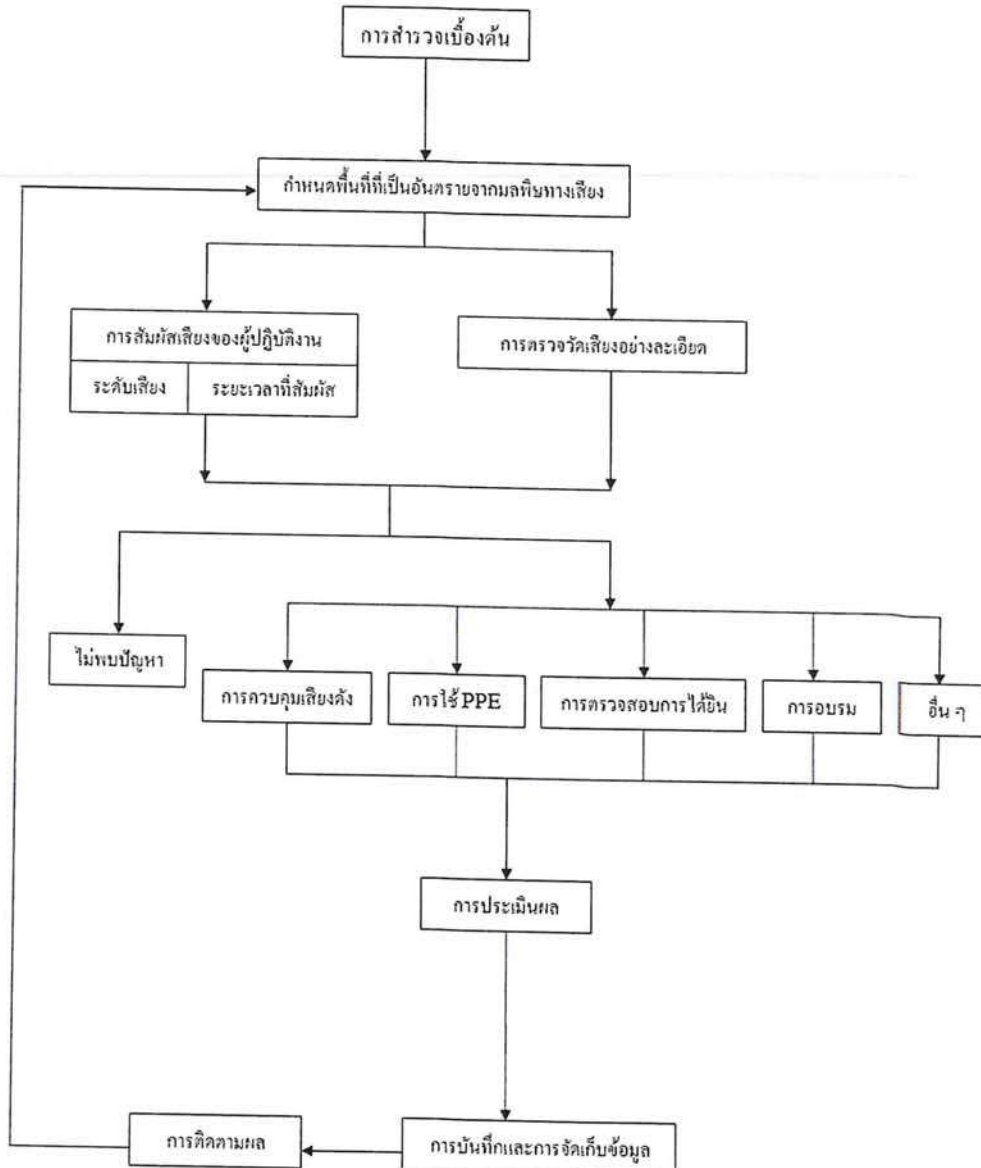 การสำรวจเบื้องต้น
กำหนดพื้นที่ที่เป็นอันตรายจากมลพิษทางเสียง
การสัมผัสเสียงของผู้ปฏิบัติงาน
ระดับเสียง
ระยะเวลาที่สัมผัส
การตรวจวัดเสียงอย่างละเอียด
ไม่พบปัญหา
การควบคุมเสียงดัง
การใช้ PPE
การตรวจสอบการได้ยิน
การอบรม
อื่น ๆ
การประเมินผล
การติดตามผล
การบันทึกและการจัดเก็บข้อมูล